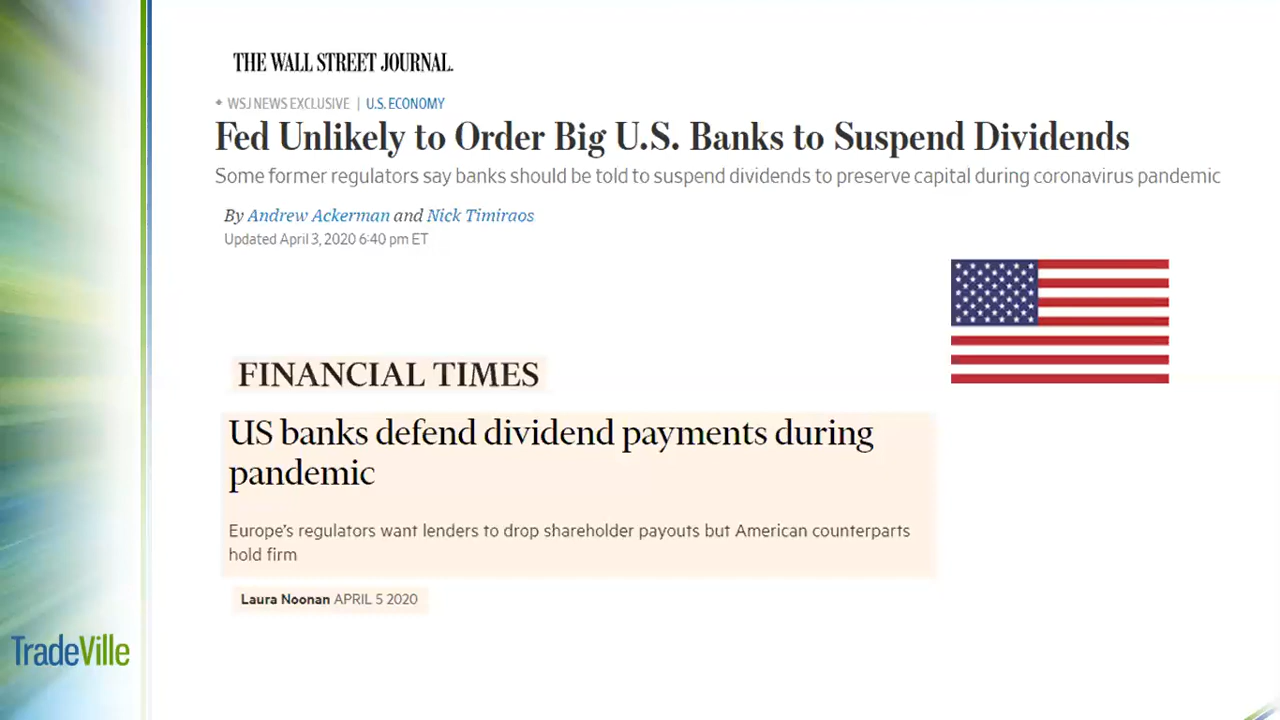 THE WALL STREET JOURNAL.
WSJ NEWS EXCLUSIVE | U.S. ECONOMY
Fed Unlikely to Order Big U.S. Banks to Suspend Dividends
Some former regulators say banks should be told to suspend dividends to preserve capital during coronavirus pandemic
By Andrew Ackerman and Nick Timiraos
Updated April 3, 2020 6:40 pm ET
FINANCIAL TIMES
US banks defend dividend payments during
pandemic
Europe's regulators want lenders to drop shareholder payouts but American counterparts
hold firm
Laura Noonan APRIL 5 2020
TradeVille